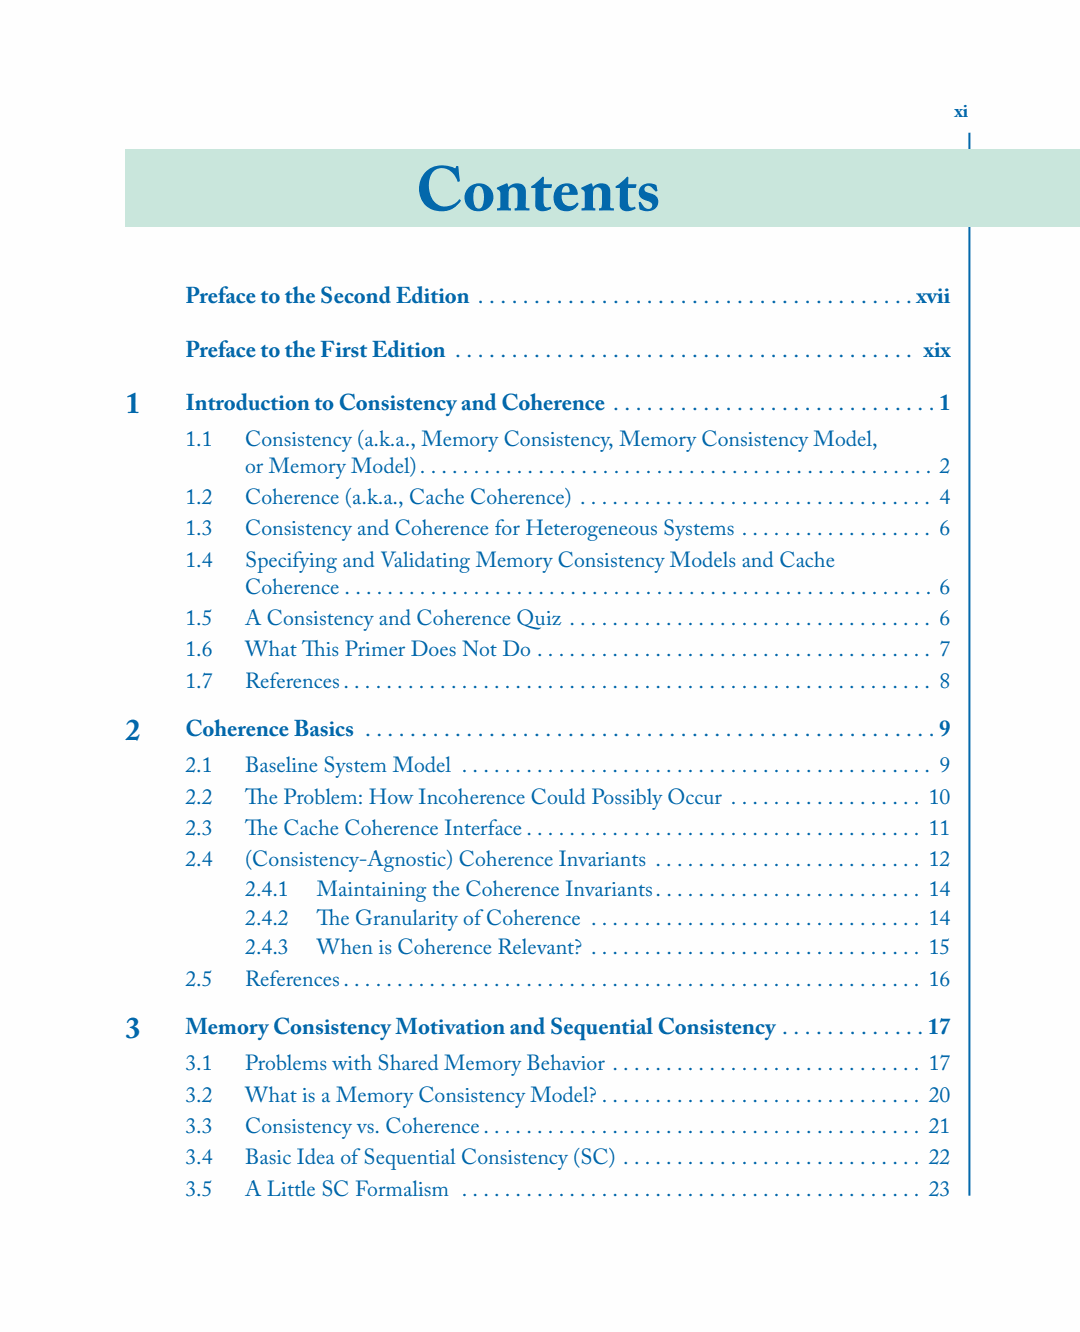 xi
Contents
Preface to the Second Edition . . . . . . . . . . . . . . . . . . . . . . . . . . . . . . . . . . . . . . . xvii
Preface to the First Edition . . . . . . . . . . . . . . . . . . . . . . . . . . . . . . . . . . . . . . . . . xix
1 Introduction to Consistency and Coherence . . . . . . . . . . . . . . . . . . . . . . . . . . . . . 1
1.1 Consistency (a.k.a., Memory Consistency, Memory Consistency Model,
or Memory Model) . . . . . . . . . . . . . . . . . . . . . . . . . . . . . . . . . . . . . . . . . . . . . . . . 2
1.2 Coherence (a.k.a., Cache Coherence) . . . . . . . . . . . . . . . . . . . . . . . . . . . . . . . . . 4
1.3 Consistency and Coherence for Heterogeneous Systems . . . . . . . . . . . . . . . . . . 6
1.4 Specifying and Validating Memory Consistency Models and Cache
Coherence . . . . . . . . . . . . . . . . . . . . . . . . . . . . . . . . . . . . . . . . . . . . . . . . . . . . . . . 6
1.5 A Consistency and Coherence Quiz . . . . . . . . . . . . . . . . . . . . . . . . . . . . . . . . . . 6
1.6 What This Primer Does Not Do . . . . . . . . . . . . . . . . . . . . . . . . . . . . . . . . . . . . . 7
1.7 References . . . . . . . . . . . . . . . . . . . . . . . . . . . . . . . . . . . . . . . . . . . . . . . . . . . . . . . 8
2 Coherence Basics . . . . . . . . . . . . . . . . . . . . . . . . . . . . . . . . . . . . . . . . . . . . . . . . . . . 9
2.1 Baseline System Model . . . . . . . . . . . . . . . . . . . . . . . . . . . . . . . . . . . . . . . . . . . . 9
2.2 The Problem: How Incoherence Could Possibly Occur . . . . . . . . . . . . . . . . . . 10
2.3 The Cache Coherence Interface . . . . . . . . . . . . . . . . . . . . . . . . . . . . . . . . . . . . . 11
2.4 (Consistency-Agnostic) Coherence Invariants . . . . . . . . . . . . . . . . . . . . . . . . . 12
2.4.1 Maintaining the Coherence Invariants . . . . . . . . . . . . . . . . . . . . . . . . . 14
2.4.2 The Granularity of Coherence . . . . . . . . . . . . . . . . . . . . . . . . . . . . . . . 14
2.4.3 When is Coherence Relevant? . . . . . . . . . . . . . . . . . . . . . . . . . . . . . . . 15
2.5 References . . . . . . . . . . . . . . . . . . . . . . . . . . . . . . . . . . . . . . . . . . . . . . . . . . . . . . 16
3 Memory Consistency Motivation and Sequential Consistency . . . . . . . . . . . . . 17
3.1 Problems with Shared Memory Behavior . . . . . . . . . . . . . . . . . . . . . . . . . . . . . 17
3.2 What is a Memory Consistency Model? . . . . . . . . . . . . . . . . . . . . . . . . . . . . . . 20
3.3 Consistency vs. Coherence . . . . . . . . . . . . . . . . . . . . . . . . . . . . . . . . . . . . . . . . . 21
3.4 Basic Idea of Sequential Consistency (SC) . . . . . . . . . . . . . . . . . . . . . . . . . . . . 22
3.5 A Little SC Formalism . . . . . . . . . . . . . . . . . . . . . . . . . . . . . . . . . . . . . . . . . . . 23